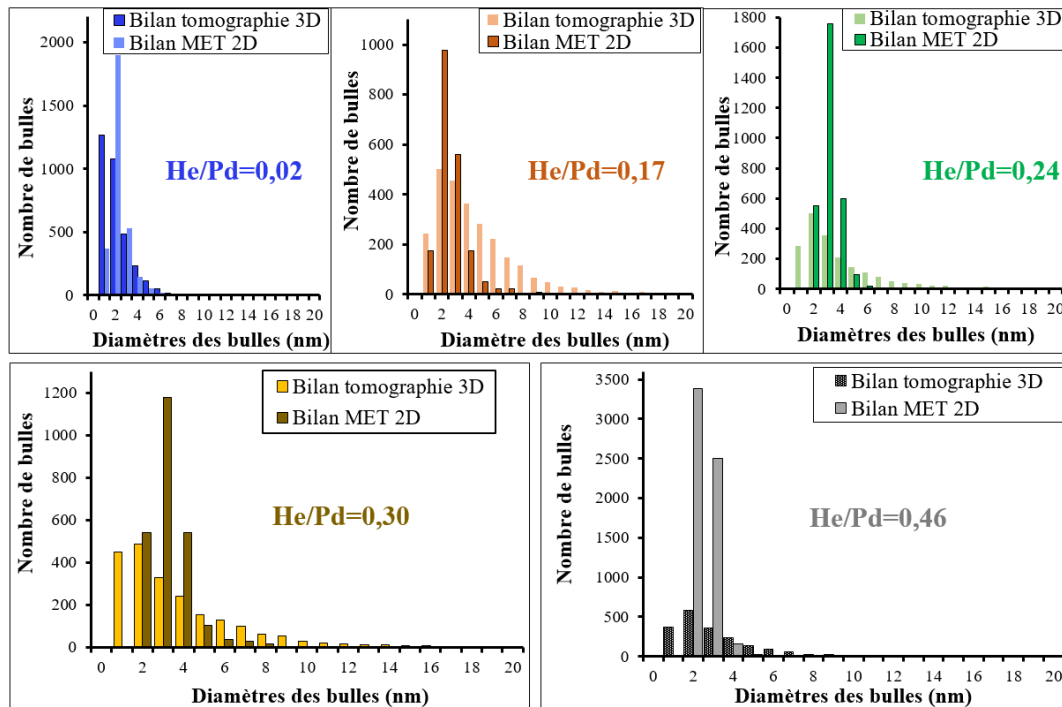 Bilan tomographie 3D
Bilan MET 2D
2000
1500
1000
500
0
Nombre de bulles
He/Pd=0,02
0 2 4 6 8 10 12 14 16 18 20
Diamètres des bulles (nm)
Bilan tomographie 3D
Bilan MET 2D
1000
800
600
400
200
0
Nombre de bulles
He/Pd=0,17
0 2 4 6 8 10 12 14 16 18 20
Diamètre des bulles (nm)
Bilan tomographie 3D
Bilan MET 2D
1800
1600
1400
1200
1000
800
600
400
200
0
Nombre de bulles
He/Pd=0,24
0 2 4 6 8 10 12 14 16 18 20
Diamètres des bulles (nm)
Bilan tomographie 3D
Bilan MET 2D
1200
1000
800
600
400
200
0
Nombre de bulles
He/Pd=0,30
0 2 4 6 8 10 12 14 16 18 20
Diamètres des bulles (nm)
Bilan tomographie 3D
Bilan MET 2D
3500
3000
2500
2000
1500
1000
500
0
Nombre de bulles
He/Pd=0,46
0 2 4 6 8 10 12 14 16 18 20
Diamètres des bulles (nm)